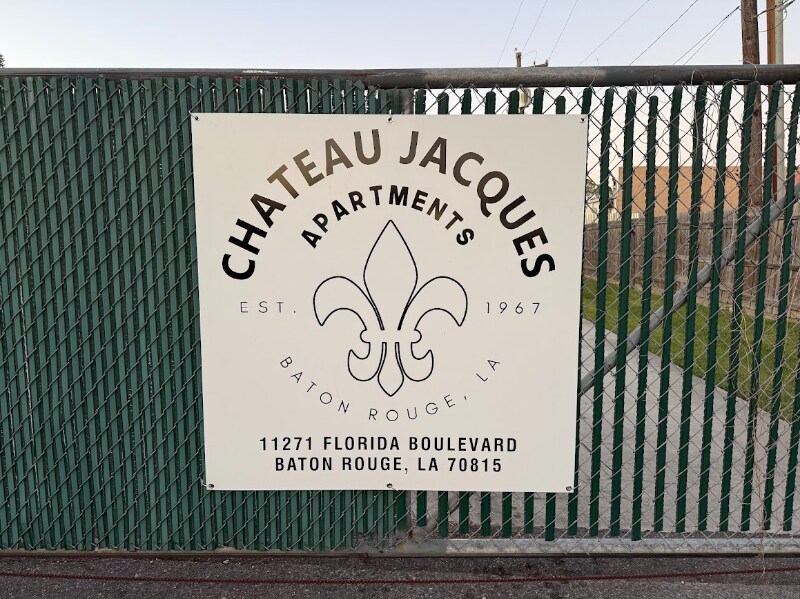 CHATEAU JACQUES
APARTMENTS
EST. 1967
BATON ROUGE, LA
11271 FLORIDA BOULEVARD
BATON ROUGE, LA 70815